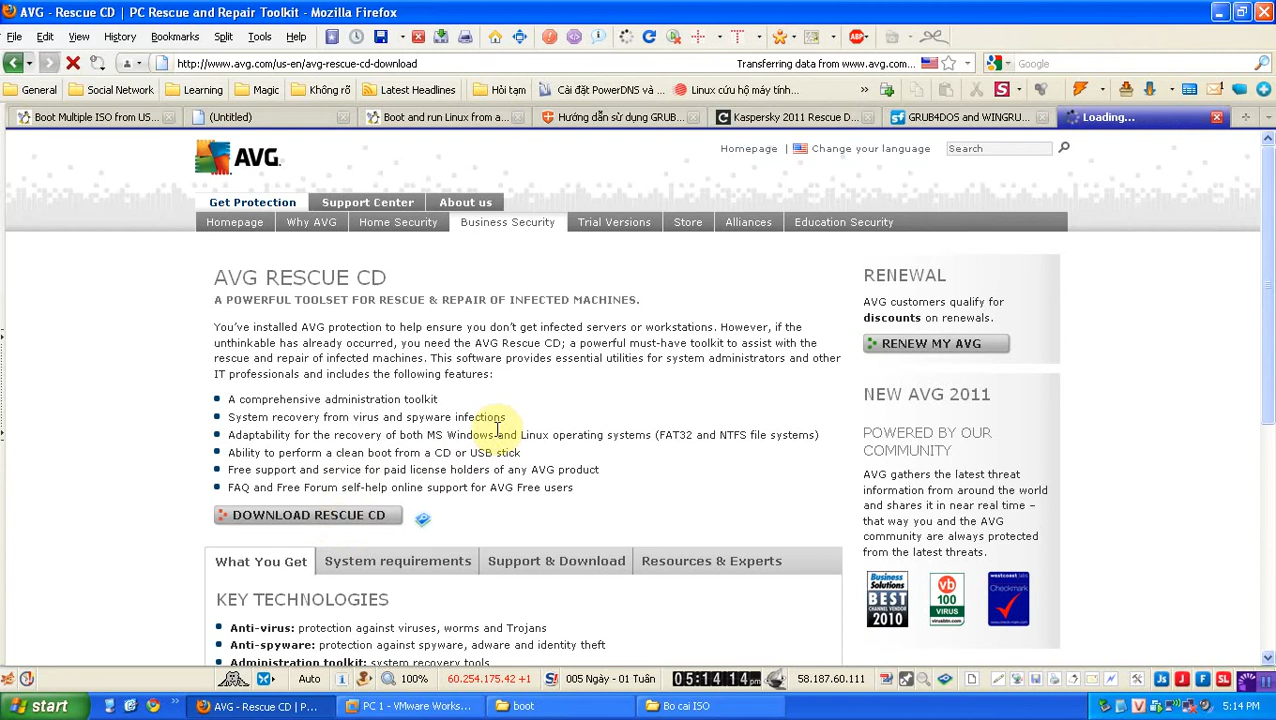 AVG - Rescue CD | PC Rescue and Repair Toolkit - Mozilla Firefox
File Edit View History Bookmarks Split Tools Help
http://www.avg.com/us-en/avg-rescue-cd-download Transferring data from www.avg.com... Google
General Social Network Learning Magic Không rõ Latest Headlines Hỏi tạm Cài đặt PowerDNS và ... Linux cứu hộ máy tính... »
Boot Multiple ISO from US... (Untitled) Boot and run Linux from a... Hướng dẫn sử dụng GRUB... Kaspersky 2011 Rescue D... GRUB4DOS and WINGRU... Loading...
AVG.
Homepage | Change your language Search
Get Protection Support Center About us
Homepage Why AVG Home Security Business Security Trial Versions Store Alliances Education Security
AVG RESCUE CD
A POWERFUL TOOLSET FOR RESCUE & REPAIR OF INFECTED MACHINES.
You've installed AVG protection to help ensure you don't get infected servers or workstations. However, if the
unthinkable has already occurred, you need the AVG Rescue CD; a powerful must-have toolkit to assist with the
rescue and repair of infected machines. This software provides essential utilities for system administrators and other
IT professionals and includes the following features:
A comprehensive administration toolkit
System recovery from virus and spyware infections
Adaptability for the recovery of both MS Windows and Linux operating systems (FAT32 and NTFS file systems)
Ablity to perform a clean boot from a CD or USB stick
Free support and service for paid license holders of any AVG product
FAQ and Free Forum self-help online support for AVG Free users
DOWNLOAD RESCUE CD
What You Get System requirements Support & Download Resources & Experts
KEY TECHNOLOGIES
Anti-virus: protection against viruses, worms and Trojans
Anti-spyware: protection against spyware, adware and identity theft
Administration toolkit: system recovery tools
RENEWAL
AVG customers qualify for
discounts on renewals.
RENEW MY AVG
NEW AVG 2011
POWERED BY OUR
COMMUNITY
AVG gathers the latest threat
information from around the world
and shares it in near real time –
that way you and the AVG
community are always protected
from the latest threats.
Business Solutions BEST CHANNEL VENDOR 2010
vb 100 VIRUS virusbtn.com
westcoast labs Checkmark
Auto 100% 60.254.175.42 +1 005 Ngày - 01 Tuần 05:14:14 pm 58.187.60.111
start AVG - Rescue CD | P... PC 1 - VMware Works... boot Bo cai ISO 5:14 PM